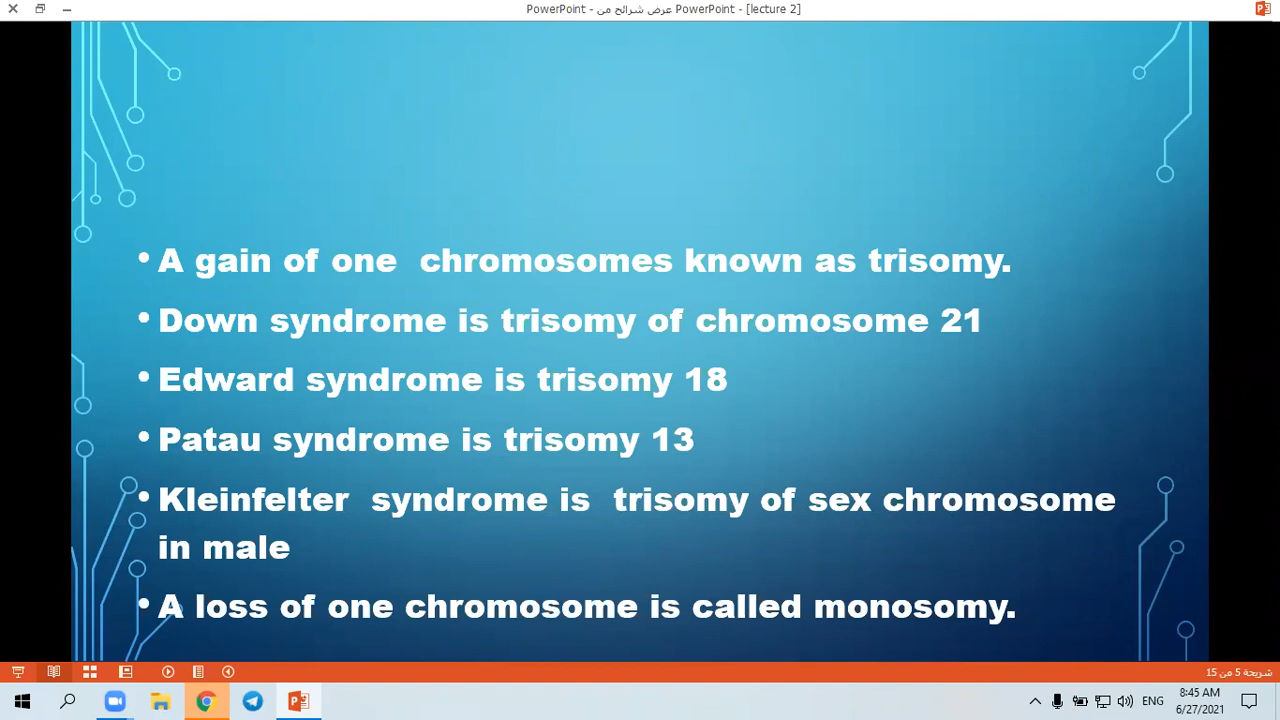 PowerPoint - عرض شرائح من PowerPoint - [lecture 2]
• A gain of one  chromosomes known as trisomy.
• Down syndrome is trisomy of chromosome 21
• Edward syndrome is trisomy 18
• Patau syndrome is trisomy 13
• Kleinfelter  syndrome is  trisomy of sex chromosome
in male
• A loss of one chromosome is called monosomy.
شريحة 5 من 15
ENG
8:45 AM
6/27/2021